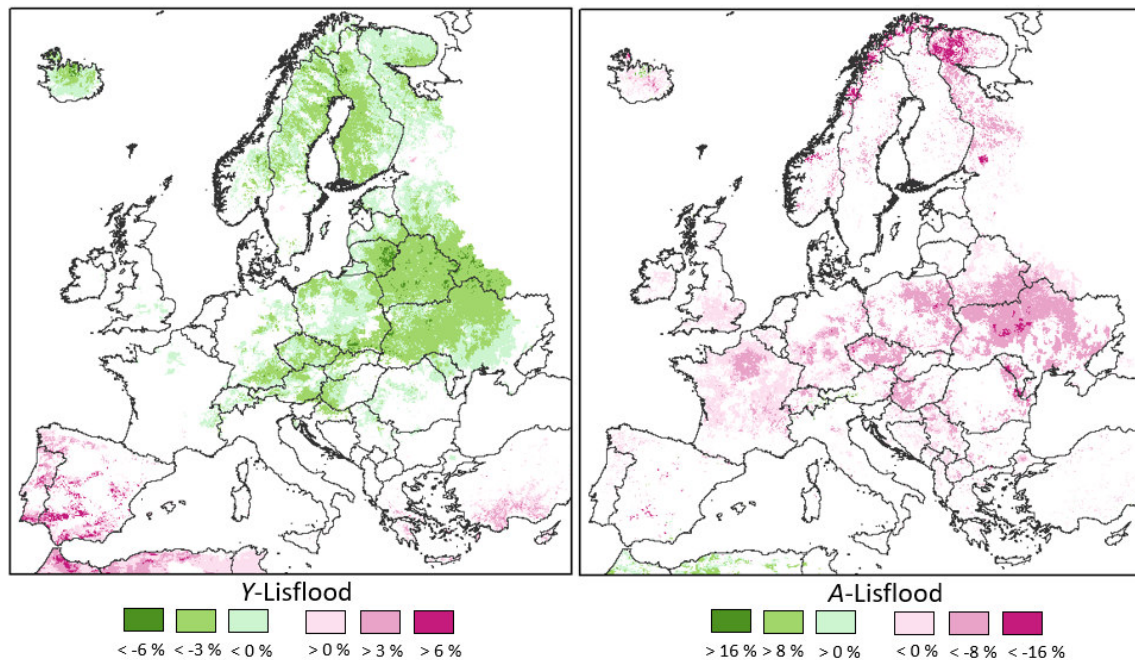 Y-Lisflood
< -6 % < -3 % < 0 % > 0 % > 3 % > 6 %
A-Lisflood
> 16 % > 8 % > 0 % < 0 % < -8 % < -16 %